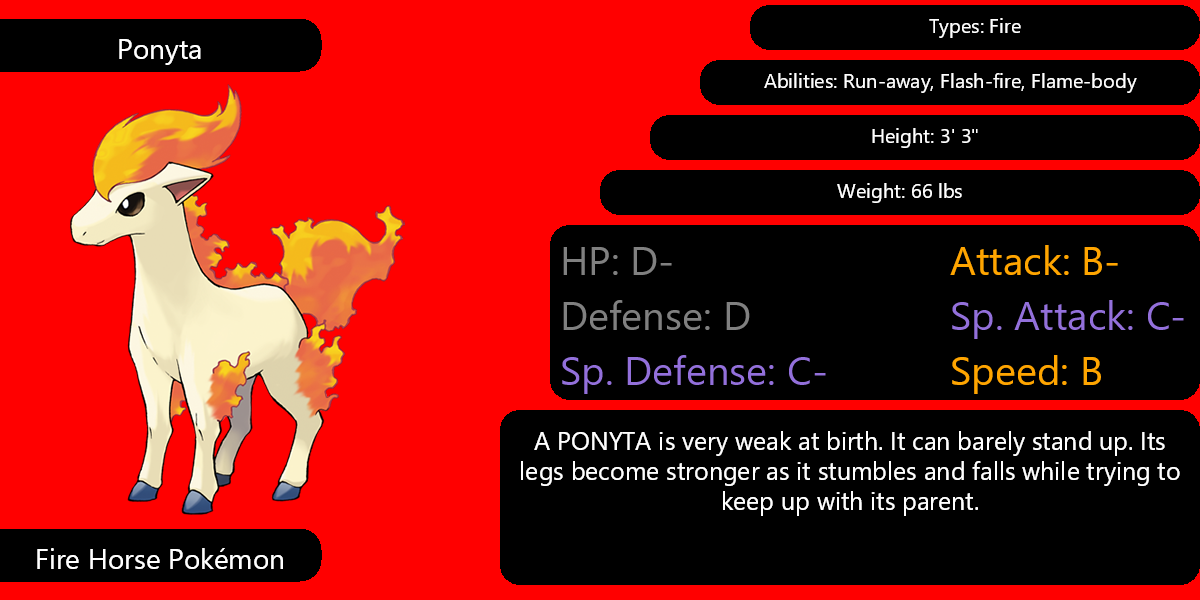 Ponyta
Types: Fire
Abilities: Run-away, Flash-fire, Flame-body
Height: 3' 3"
Weight: 66 lbs
HP: D-
Attack: B-
Defense: D
Sp. Attack: C-
Sp. Defense: C-
Speed: B
A PONYTA is very weak at birth. It can barely stand up. Its
legs become stronger as it stumbles and falls while trying to
keep up with its parent.
Fire Horse Pokémon